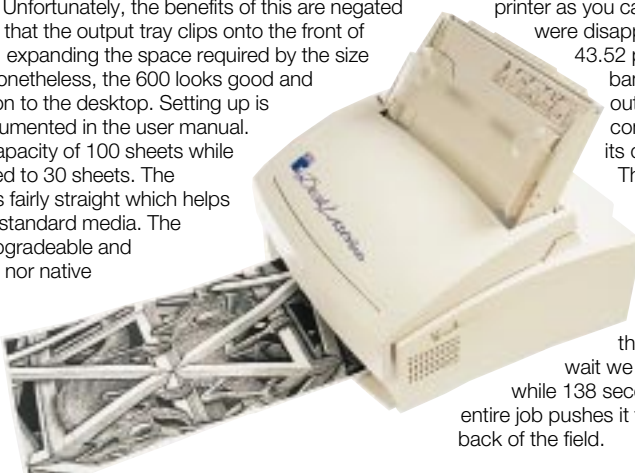 Unfortunately, the benefits of this are negated
that the output tray clips onto the front of
expanding the space required by the size
onetheless, the 600 looks good and
on to the desktop. Setting up is
umented in the user manual.
apacity of 100 sheets while
ed to 30 sheets. The
s fairly straight which helps
standard media. The
pgradeable and
nor native
printer as you ca
were disapp
43.52 p
bar
out
con
its c
Th
th
wait we
while 138 seco
entire job pushes it
back of the field.